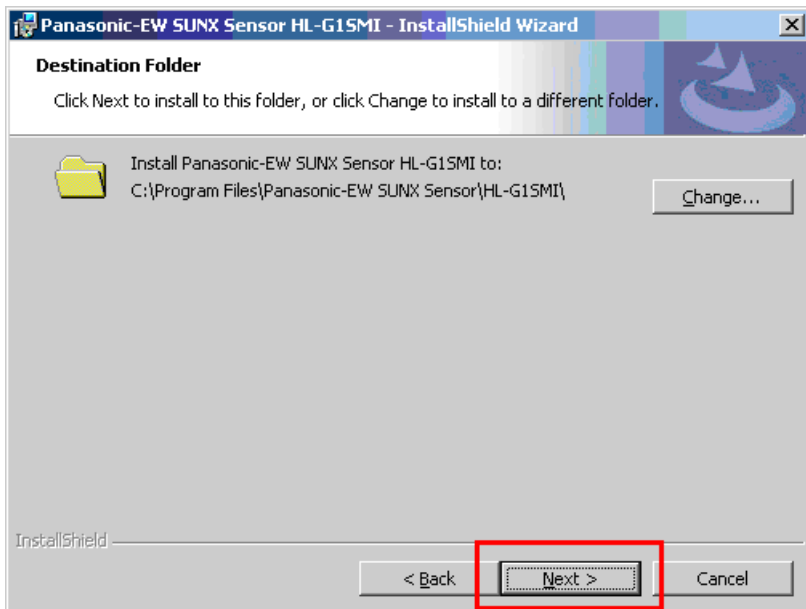 Panasonic-EW SUNX Sensor HL-G1SMI - InstallShield Wizard
Destination Folder
Click Next to install to this folder, or click Change to install to a different folder.
Install Panasonic-EW SUNX Sensor HL-G1SMI to:
C:\Program Files\Panasonic-EW SUNX Sensor\HL-G1SMI\
Change...
InstallShield
< Back Next > Cancel